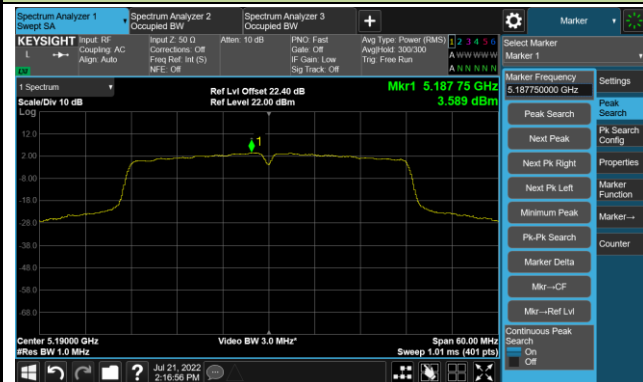 Spectrum Analyzer 1
Swept SA
Spectrum Analyzer 2
Occupied BW
Spectrum Analyzer 3
Occupied BW
Marker
KEYSIGHT
L
LXI
Input: RF
Coupling: AC
Align: Auto
Input Z: 50 Ω
Corrections: Off
Freq Ref: Int (S)
NFE: Off
Atten: 10 dB
PNO: Fast
Gate: Off
IF Gain: Low
Sig Track: Off
Avg Type: Power (RMS)
Avg|Hold: 300/300
Trig: Free Run
1 2 3 4 5 6
A W W W W W
A N N N N N
Select Marker
Marker 1
1 Spectrum
Scale/Div 10 dB
Log
Ref Lvl Offset 22.40 dB
Ref Level 22.00 dBm
Mkr1 5.187 75 GHz
3.589 dBm
12.0
2.00
-8.00
-18.0
-28.0
-38.0
-48.0
-58.0
-68.0
1
Center 5.19000 GHz
#Res BW 1.0 MHz
Video BW 3.0 MHz*
Span 60.00 MHz
Sweep 1.01 ms (401 pts)
Marker Frequency
5.187750000 GHz
Peak Search
Next Peak
Next Pk Right
Next Pk Left
Minimum Peak
Pk-Pk Search
Marker Delta
Mkr→CF
Mkr→Ref Lvl
Continuous Peak
Search
On
Off
Settings
Peak
Search
Pk Search
Config
Properties
Marker
Function
Marker→
Counter
Jul 21, 2022
2:16:56 PM